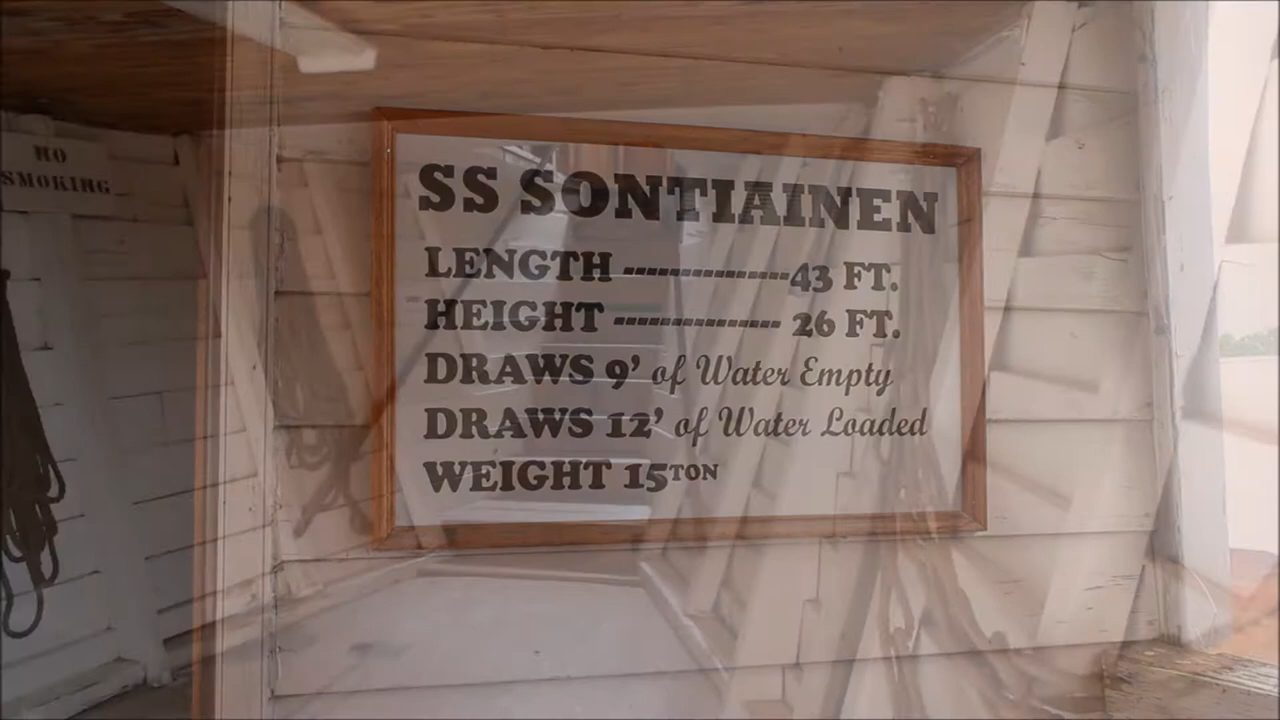 NO
SMOKING
SS SONTIAINEN
LENGTH ---------------43 FT.
HEIGHT --------------- 26 FT.
DRAWS 9' of Water Empty
DRAWS 12' of Water Loaded
WEIGHT 15TON